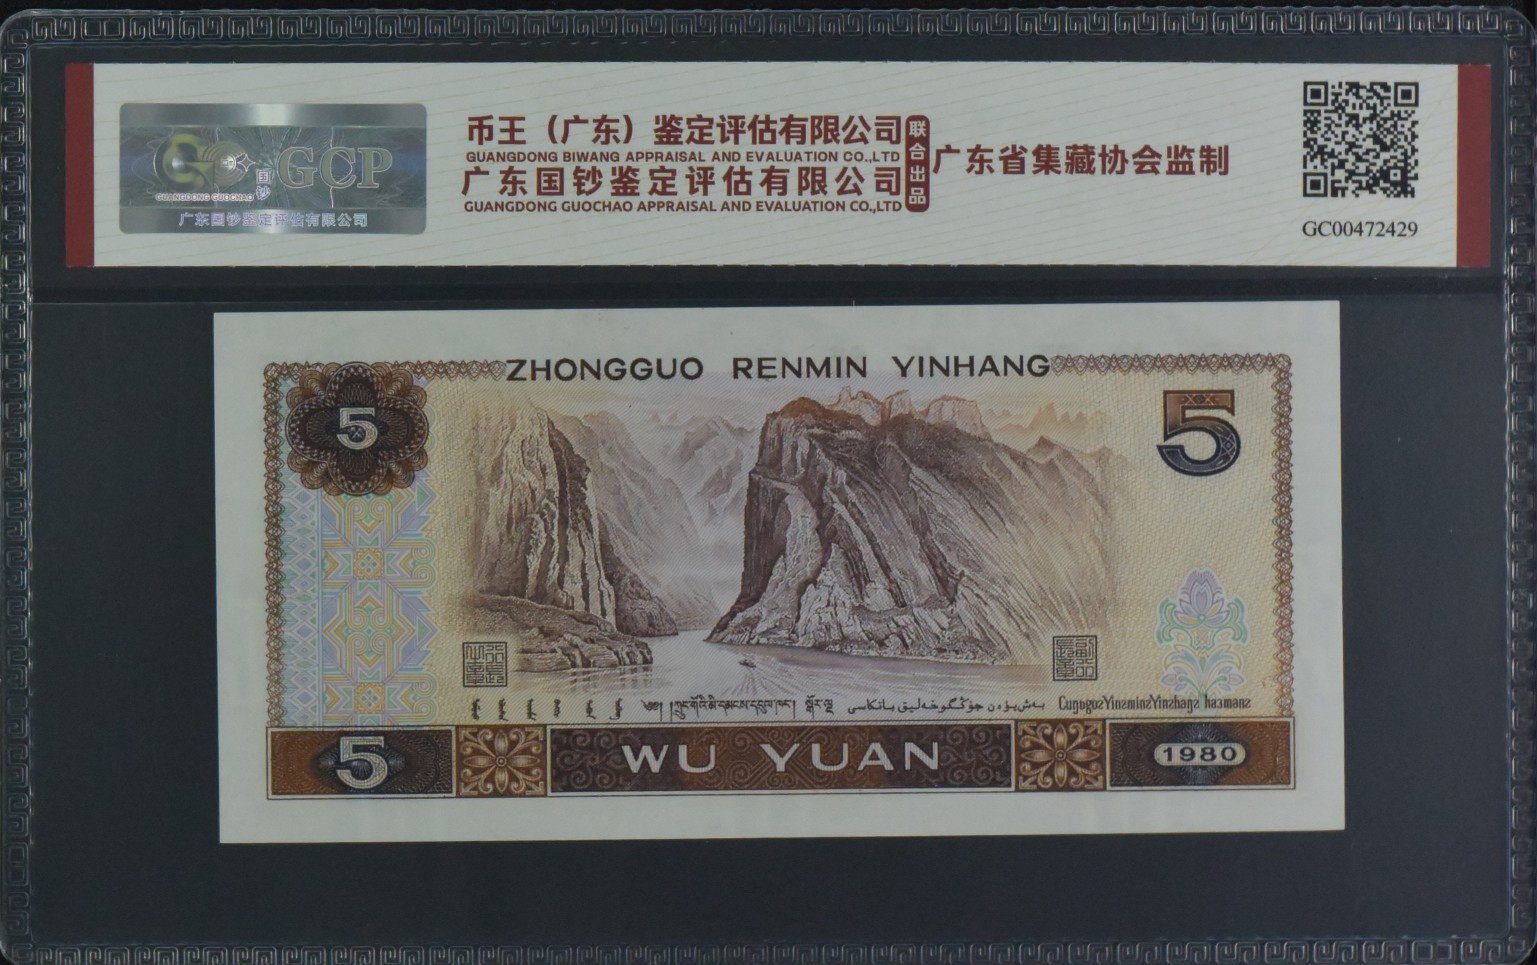 币王（广东）鉴定评估有限公司
GUANGDONG BIWANG APPRAISAL AND EVALUATION CO.,LTD
广东国钞鉴定评估有限公司
GUANGDONG GUOCHAO APPRAISAL AND EVALUATION CO.,LTD
联合出品
广东省集藏协会监制
GCP
国钞
GUANGDONG GUOCHAO
广东国钞鉴定评估有限公司
GC00472429
ZHONGGUO RENMIN YINHANG
5
5
Cuŋƅgoƨ Yinƨminƨ Yinƨhaŋƨ haɜmanƨ
5
WU YUAN
1980